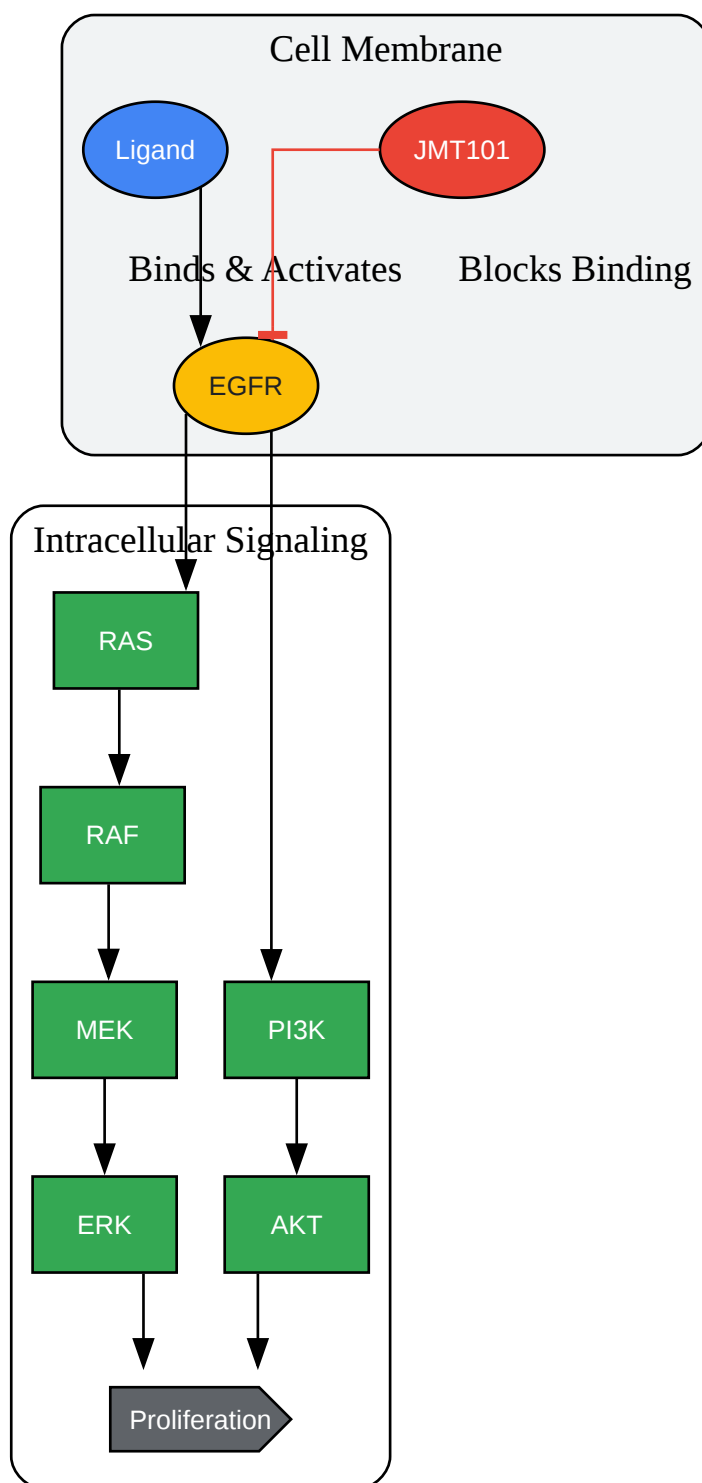 Cell Membrane
Ligand
JMT101
Binds & Activates
Blocks Binding
EGFR
Intracellular Signaling
RAS
RAF
MEK
PI3K
ERK
AKT
Proliferation